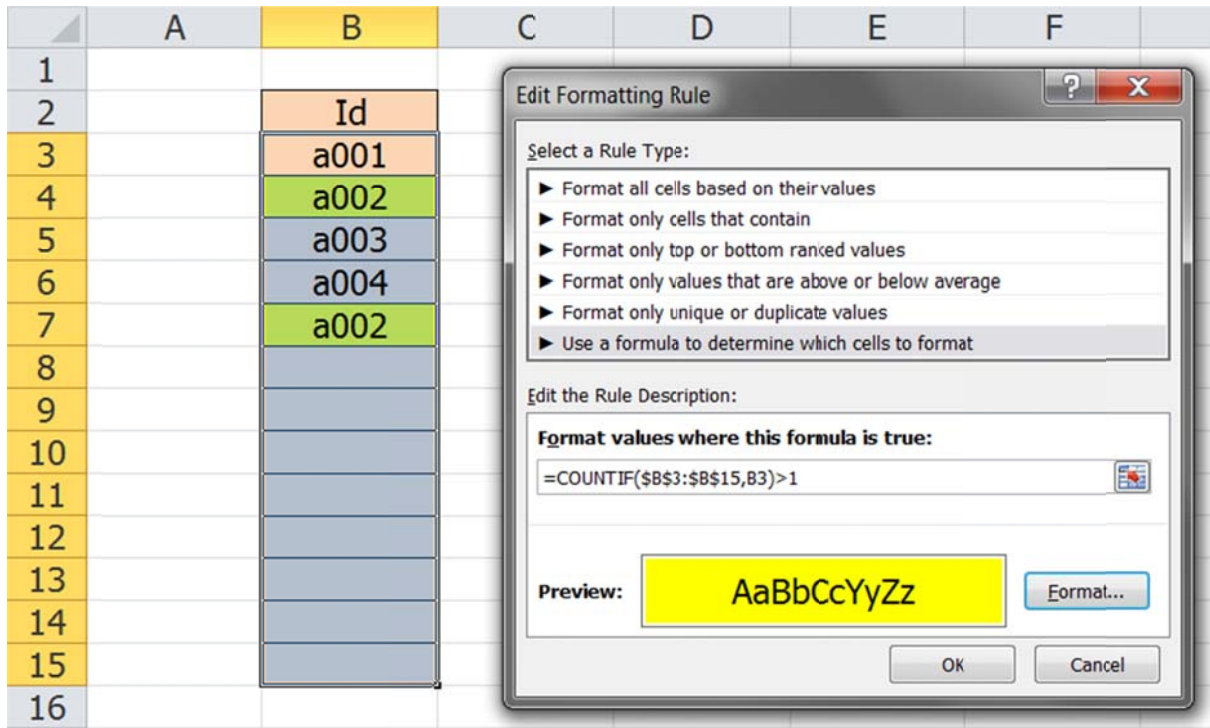 A B C D E F
1
2 Id
3 a001
4 a002
5 a003
6 a004
7 a002
8
9
10
11
12
13
14
15
16
Edit Formatting Rule
Select a Rule Type:
► Format all cells based on their values
► Format only cells that contain
► Format only top or bottom ranked values
► Format only values that are above or below average
► Format only unique or duplicate values
► Use a formula to determine which cells to format
Edit the Rule Description:
Format values where this formula is true:
=COUNTIF($B$3:$B$15,B3)>1
Preview: AaBbCcYyZz Format...
OK Cancel